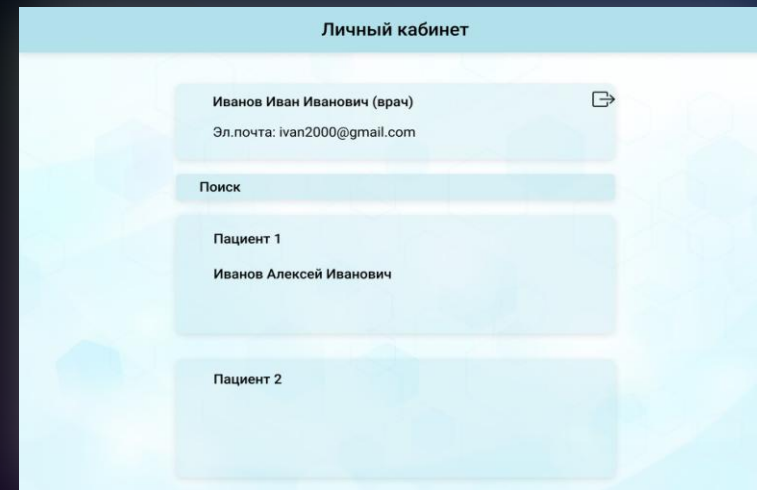 Личный кабинет
Иванов Иван Иванович (врач)
Эл.почта: ivan2000@gmail.com
Поиск
Пациент 1
Иванов Алексей Иванович
Пациент 2